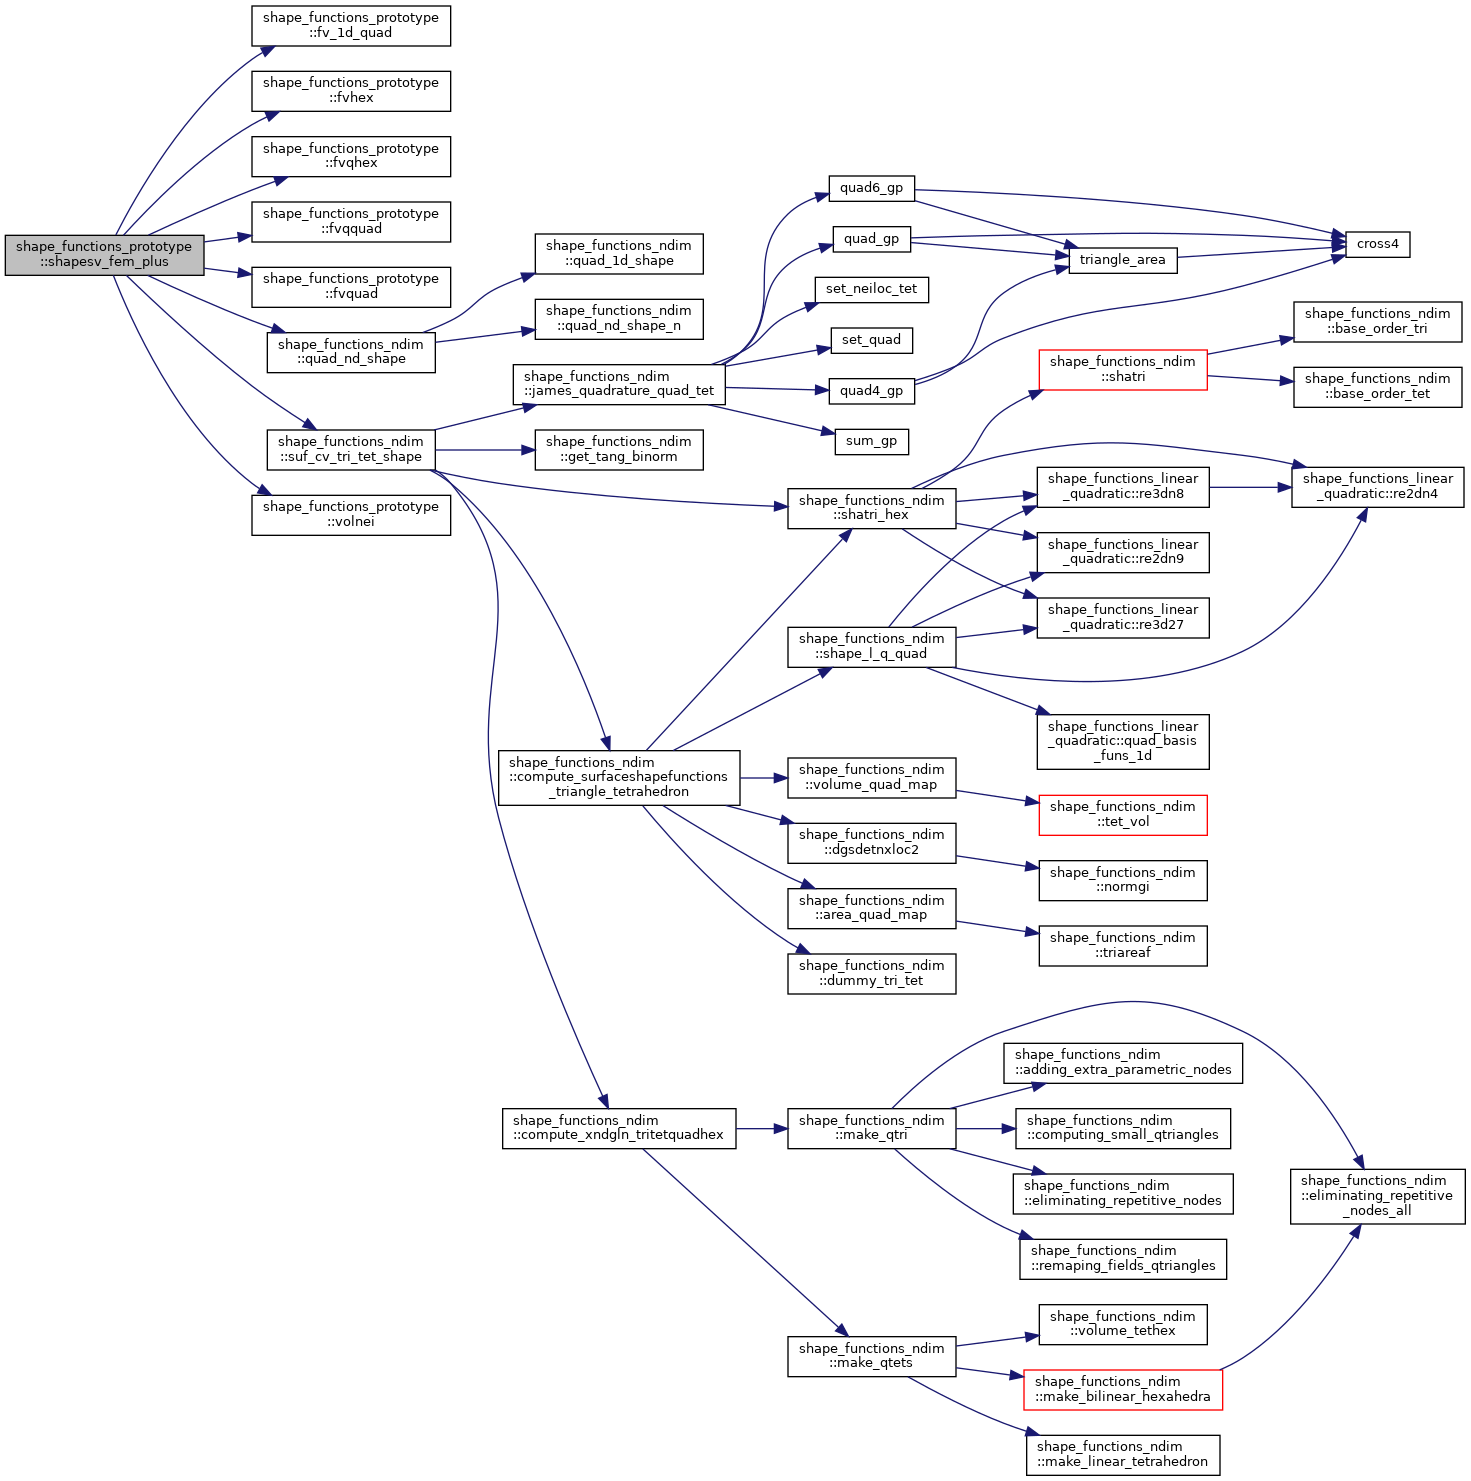 shape_functions_prototype
::shapesv_fem_plus
shape_functions_prototype
::fv_1d_quad
shape_functions_prototype
::fvhex
shape_functions_prototype
::fvqhex
shape_functions_prototype
::fvqquad
shape_functions_prototype
::fvquad
shape_functions_ndim
::quad_nd_shape
shape_functions_ndim
::suf_cv_tri_tet_shape
shape_functions_prototype
::volnei
shape_functions_ndim
::quad_1d_shape
shape_functions_ndim
::quad_nd_shape_n
shape_functions_ndim
::james_quadrature_quad_tet
shape_functions_ndim
::get_tang_binorm
shape_functions_ndim
::compute_surfaceshapefunctions
_triangle_tetrahedron
shape_functions_ndim
::compute_xndgln_tritetquadhex
quad6_gp
quad_gp
set_neiloc_tet
set_quad
quad4_gp
sum_gp
shape_functions_ndim
::shatri_hex
shape_functions_ndim
::shape_l_q_quad
shape_functions_ndim
::volume_quad_map
shape_functions_ndim
::dgsdetnxloc2
shape_functions_ndim
::area_quad_map
shape_functions_ndim
::dummy_tri_tet
shape_functions_ndim
::make_qtri
shape_functions_ndim
::make_qtets
triangle_area
shape_functions_ndim
::shatri
shape_functions_linear
_quadratic::re3dn8
shape_functions_linear
_quadratic::re2dn9
shape_functions_linear
_quadratic::re3d27
shape_functions_linear
_quadratic::quad_basis
_funs_1d
shape_functions_ndim
::tet_vol
shape_functions_ndim
::normgi
shape_functions_ndim
::triareaf
shape_functions_ndim
::adding_extra_parametric_nodes
shape_functions_ndim
::computing_small_qtriangles
shape_functions_ndim
::eliminating_repetitive_nodes
shape_functions_ndim
::remaping_fields_qtriangles
shape_functions_ndim
::volume_tethex
shape_functions_ndim
::make_bilinear_hexahedra
shape_functions_ndim
::make_linear_tetrahedron
cross4
shape_functions_ndim
::base_order_tri
shape_functions_ndim
::base_order_tet
shape_functions_linear
_quadratic::re2dn4
shape_functions_ndim
::eliminating_repetitive
_nodes_all